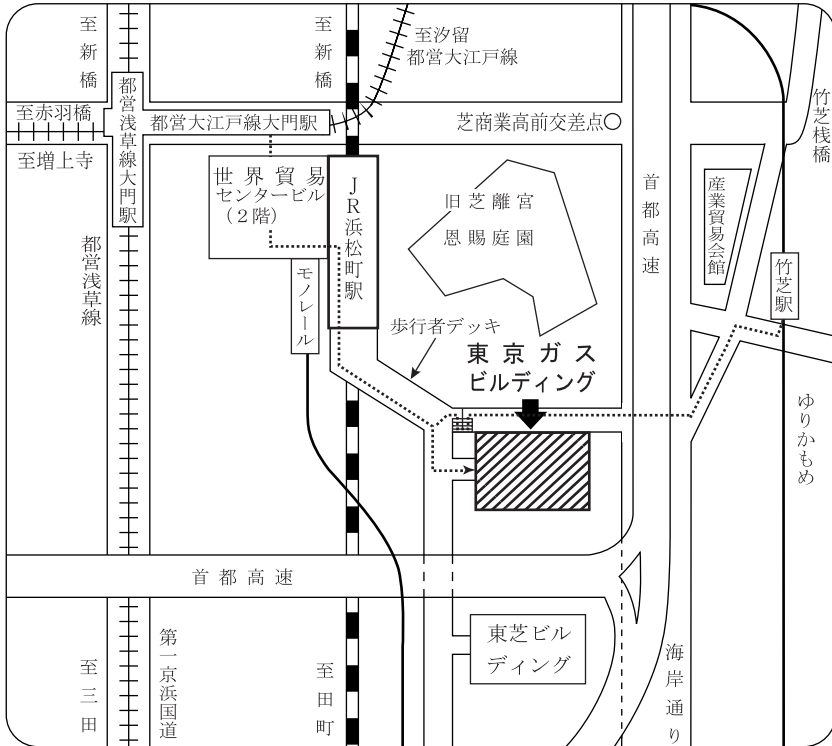 至新橋
至新橋
至汐留
都営大江戸線
至赤羽橋
至増上寺
都営浅草線大門駅
都営大江戸線大門駅
芝商業高前交差点
竹芝桟橋
世界貿易
センタービル
（２階）
JR浜松町駅
旧芝離宮
恩賜庭園
首都高速
産業貿易会館
竹芝駅
都営浅草線
モノレール
歩行者デッキ
東京ガス
ビルディング
ゆりかもめ
首都高速
第一京浜国道
至三田
至田町
東芝ビル
ディング
海岸通り